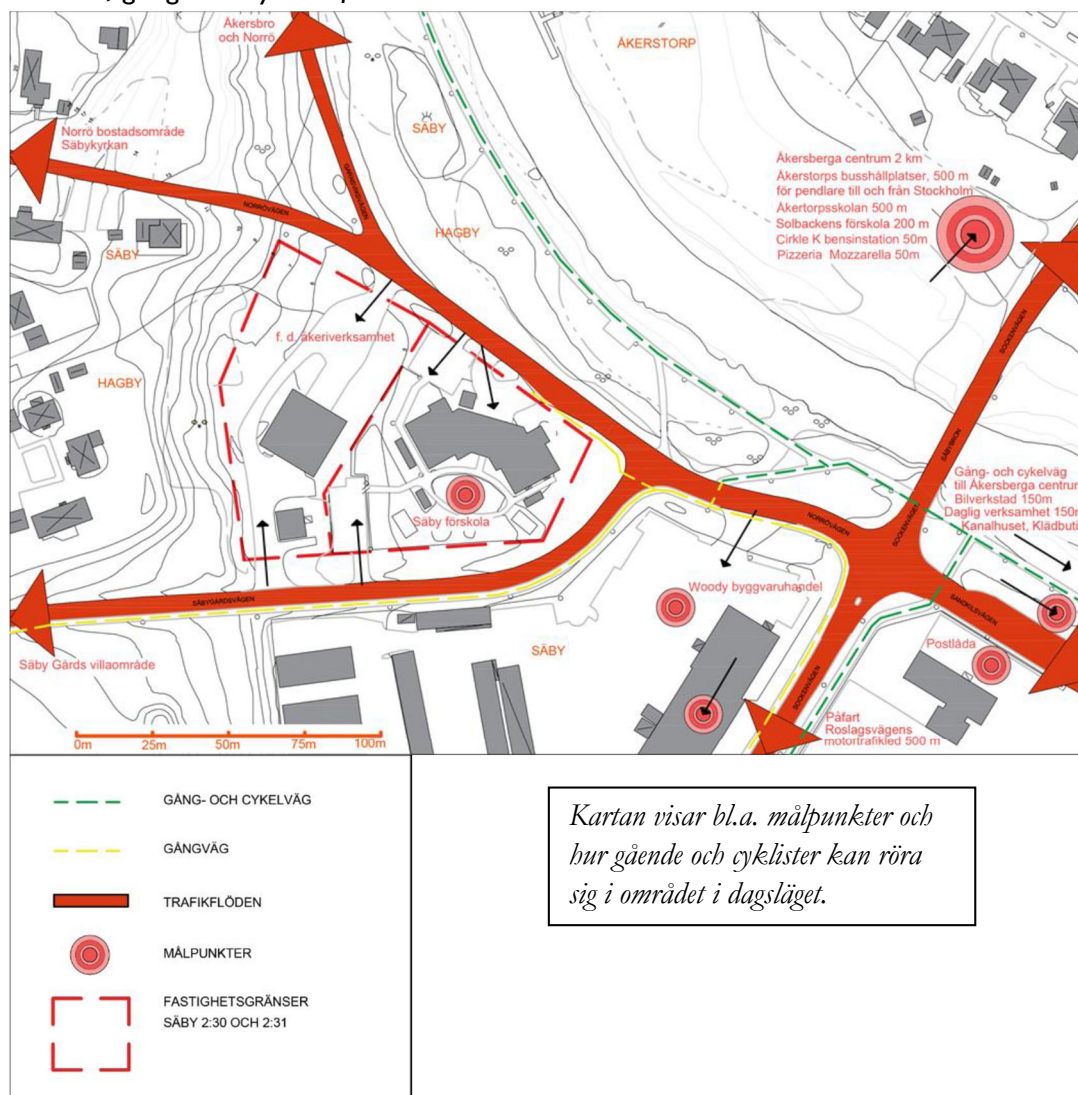 Åkersbro
och Norrö
ÅKERSTORP
Norrö bostadsområde
Säbykyrkan
SÄBY
Åkersberga centrum 2 km
Åkerstorps busshållplatser, 500 m
för pendlare till och från Stockholm
Åkertorpsskolan 500 m
Solbackens förskola 200 m
Cirkle K bensinstation 50m
Pizzeria Mozzarella 50m
NORRÖVÄGEN
HAGBY
SÄBY
SOCKENVÄGEN
f. d. åkeriverksamhet
HAGBY
SÄBYBRON
Gång- och cykelväg
till Åkersberga centrum
Bilverkstad 150m
Daglig verksamhet 150m
Kanalhuset, Klädbuti
Säby förskola
NORRÖVÄGEN
SOCKENVÄGEN
Woody byggvaruhandel
SÄBYGÅRDSVÄGEN
SÄBY
Postlåda
Säby Gårds villaområde
SOCKENVÄGEN
Påfart
Roslagsvägens
motortrafikled 500 m
0m 25m 50m 75m 100m
GÅNG- OCH CYKELVÄG
GÅNGVÄG
TRAFIKFLÖDEN
MÅLPUNKTER
FASTIGHETSGRÄNSER
SÄBY 2:30 OCH 2:31
Kartan visar bl.a. målpunkter och
hur gående och cyklister kan röra
sig i området i dagsläget.